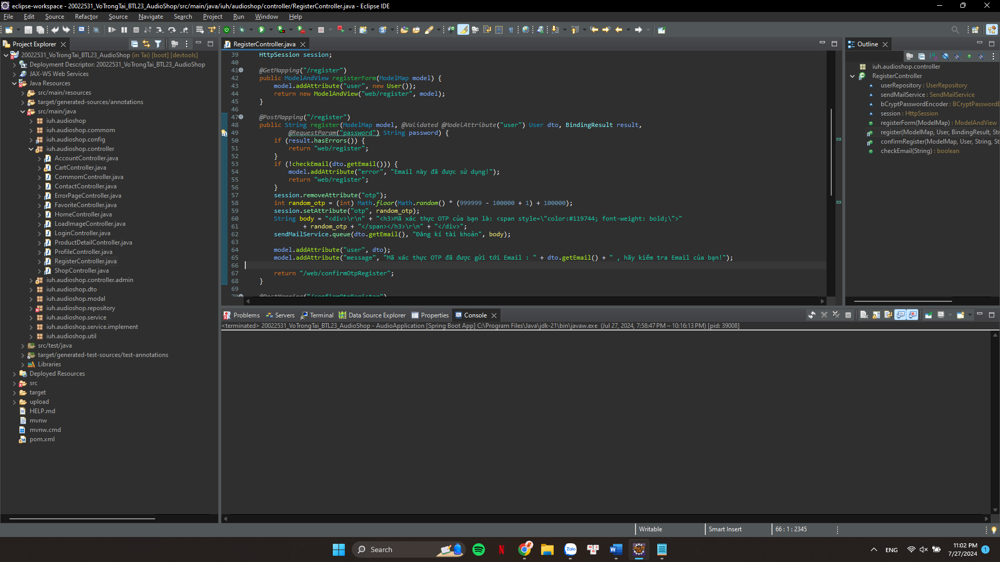 eclipse-workspace - 20022531_VoTrongTai_BTL23_AudioShop/src/main/java/iuh/audioshop/controller/RegisterController.java - Eclipse IDE
File Edit Source Refactor Source Navigate Search Project Run Window Help
Project Explorer
20022531_VoTrongTai_BTL23_AudioShop (in Tai) [boot] [devtools]
Deployment Descriptor: 20022531_VoTrongTai_BTL23_AudioShop
JAX-WS Web Services
Java Resources
src/main/resources
target/generated-sources/annotations
src/main/java
iuh.audioshop
iuh.audioshop.commom
iuh.audioshop.config
iuh.audioshop.controller
AccountController.java
CartController.java
CommomController.java
ContactController.java
ErrorPageController.java
FavoriteController.java
HomeController.java
LoadImageController.java
LoginController.java
ProductDetailController.java
ProfileController.java
RegisterController.java
ShopController.java
iuh.audioshop.controller.admin
iuh.audioshop.dto
iuh.audioshop.modal
iuh.audioshop.repository
iuh.audioshop.service
iuh.audioshop.service.implement
iuh.audioshop.util
src/test/java
target/generated-test-sources/test-annotations
Libraries
Deployed Resources
src
target
upload
HELP.md
mvnw
mvnw.cmd
pom.xml
RegisterController.java
39 HttpSession session;
40
41 @GetMapping("/register")
42 public ModelAndView registerForm(ModelMap model) {
43 model.addAttribute("user", new User());
44 return new ModelAndView("web/register", model);
45 }
46
47 @PostMapping("/register")
48 public String register(ModelMap model, @Validated @ModelAttribute("user") User dto, BindingResult result,
49 @RequestParam("password") String password) {
50 if (result.hasErrors()) {
51 return "web/register";
52 }
53 if (!checkEmail(dto.getEmail())) {
54 model.addAttribute("error", "Email này đã được sử dụng!");
55 return "web/register";
56 }
57 session.removeAttribute("otp");
58 int random_otp = (int) Math.floor(Math.random() * (999999 - 100000 + 1) + 100000);
59 session.setAttribute("otp", random_otp);
60 String body = "<div>\r\n" + "<h3>Mã xác thực OTP của bạn là: <span style=\"color:#119744; font-weight: bold;\">"
61 + random_otp + "</span></h3>\r\n" + "</div>";
62 sendMailService.queue(dto.getEmail(), "Đăng kí tài khoản", body);
63
64 model.addAttribute("user", dto);
65 model.addAttribute("message", "Mã xác thực OTP đã được gửi tới Email : " + dto.getEmail() + " , hãy kiểm tra Email của bạn!");
66
67 return "/web/confirmOtpRegister";
68 }
69
70 @PostMapping("/confirmOtpRegister")
Outline
iuh.audioshop.controller
RegisterController
userRepository : UserRepository
sendMailService : SendMailService
bCryptPasswordEncoder : BCryptPasswordE
session : HttpSession
registerForm(ModelMap) : ModelAndView
register(ModelMap, User, BindingResult, Str
confirmRegister(ModelMap, User, String, St
checkEmail(String) : boolean
Problems Servers Terminal Data Source Explorer Properties Console
<terminated> 20022531_VoTrongTai_BTL23_AudioShop - AudioApplication [Spring Boot App] C:\Program Files\Java\jdk-21\bin\javaw.exe (Jul 27, 2024, 7:58:47 PM – 10:16:13 PM) [pid: 39008]
Writable Smart Insert 66 : 1 : 2345
Search
Zalo
ENG
11:02 PM
7/27/2024
1